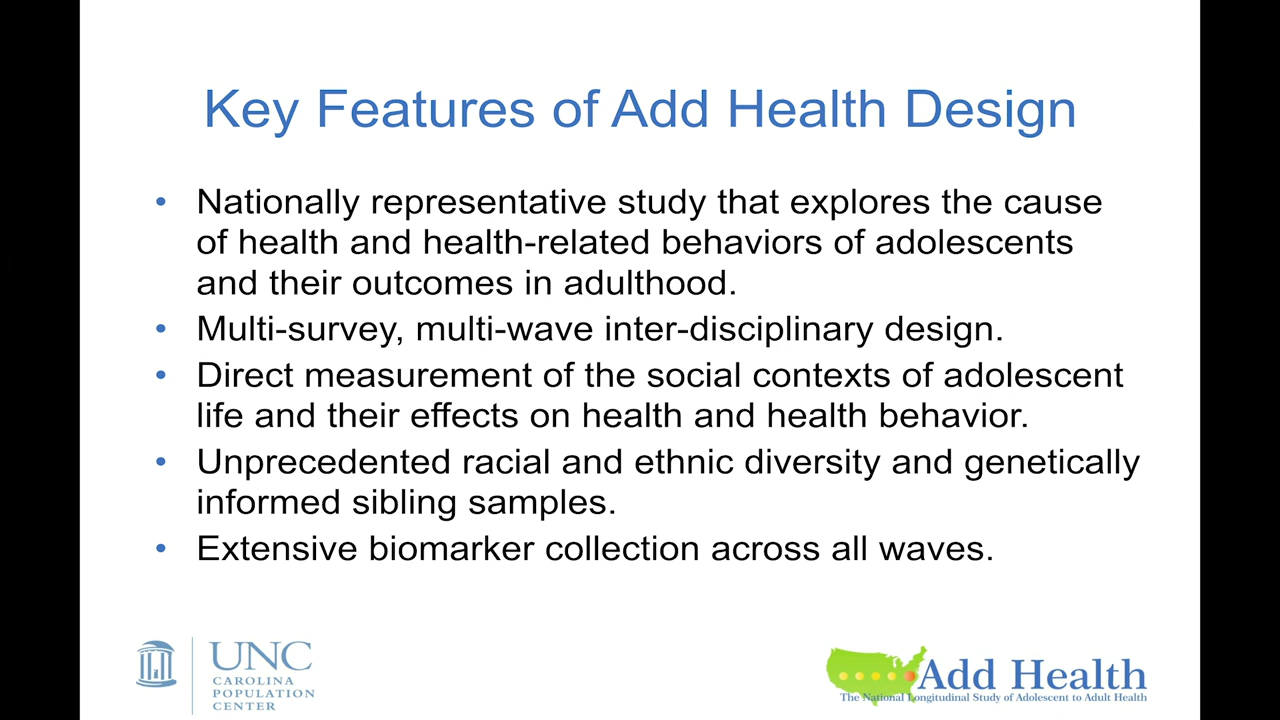 Key Features of Add Health Design
• Nationally representative study that explores the cause
of health and health-related behaviors of adolescents
and their outcomes in adulthood.
• Multi-survey, multi-wave inter-disciplinary design.
• Direct measurement of the social contexts of adolescent
life and their effects on health and health behavior.
• Unprecedented racial and ethnic diversity and genetically
informed sibling samples.
• Extensive biomarker collection across all waves.
UNC
CAROLINA
POPULATION
CENTER
Add Health
The National Longitudinal Study of Adolescent to Adult Health